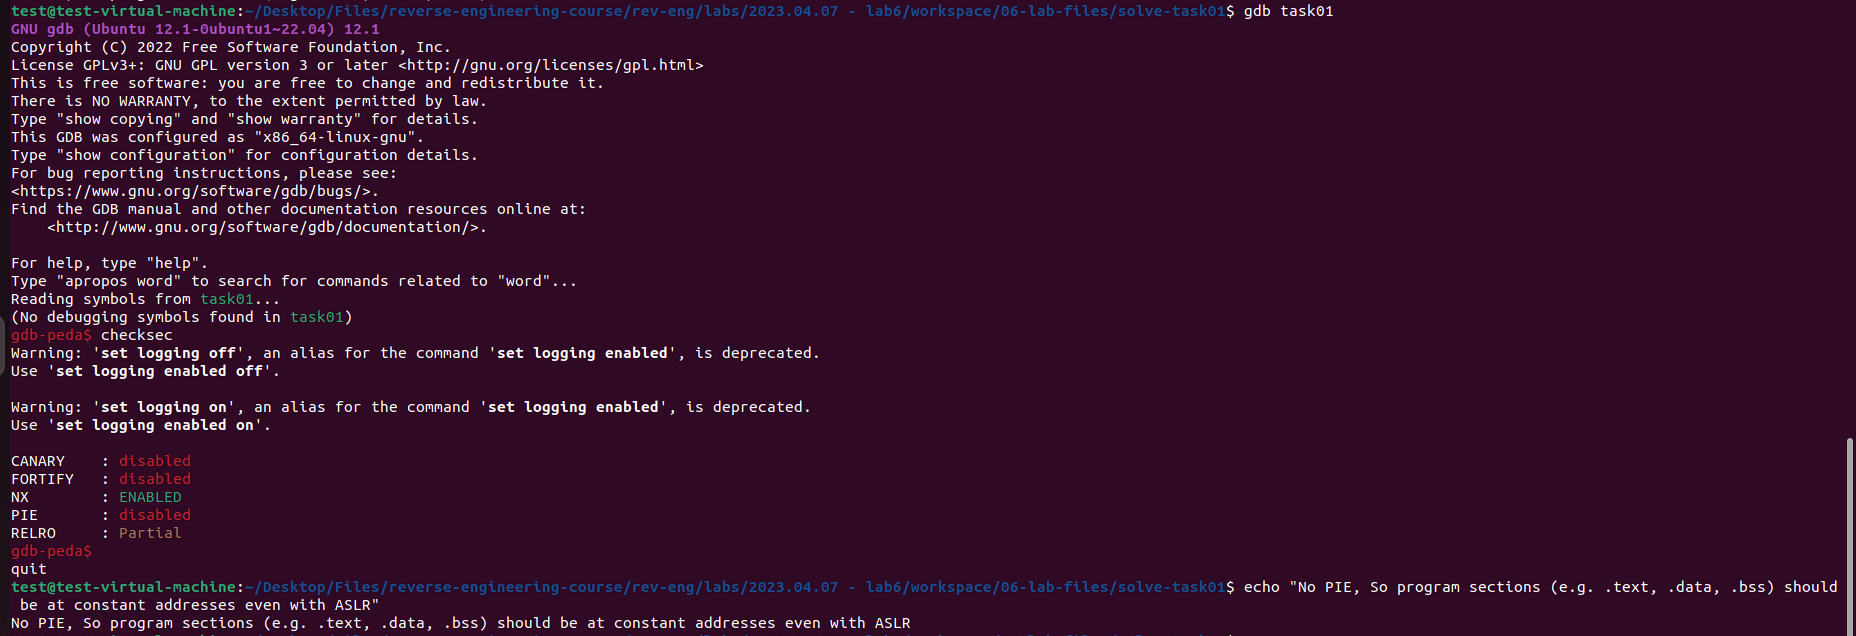 test@test-virtual-machine:~/Desktop/Files/reverse-engineering-course/rev-eng/labs/2023.04.07 - lab6/workspace/06-lab-files/solve-task01$ gdb task01
GNU gdb (Ubuntu 12.1-0ubuntu1~22.04) 12.1
Copyright (C) 2022 Free Software Foundation, Inc.
License GPLv3+: GNU GPL version 3 or later <http://gnu.org/licenses/gpl.html>
This is free software: you are free to change and redistribute it.
There is NO WARRANTY, to the extent permitted by law.
Type "show copying" and "show warranty" for details.
This GDB was configured as "x86_64-linux-gnu".
Type "show configuration" for configuration details.
For bug reporting instructions, please see:
<https://www.gnu.org/software/gdb/bugs/>.
Find the GDB manual and other documentation resources online at:
    <http://www.gnu.org/software/gdb/documentation/>.

For help, type "help".
Type "apropos word" to search for commands related to "word"...
Reading symbols from task01...
(No debugging symbols found in task01)
gdb-peda$ checksec
Warning: 'set logging off', an alias for the command 'set logging enabled', is deprecated.
Use 'set logging enabled off'.

Warning: 'set logging on', an alias for the command 'set logging enabled', is deprecated.
Use 'set logging enabled on'.

CANARY    : disabled
FORTIFY   : disabled
NX        : ENABLED
PIE       : disabled
RELRO     : Partial
gdb-peda$
quit
test@test-virtual-machine:~/Desktop/Files/reverse-engineering-course/rev-eng/labs/2023.04.07 - lab6/workspace/06-lab-files/solve-task01$ echo "No PIE, So program sections (e.g. .text, .data, .bss) should
 be at constant addresses even with ASLR"
No PIE, So program sections (e.g. .text, .data, .bss) should be at constant addresses even with ASLR